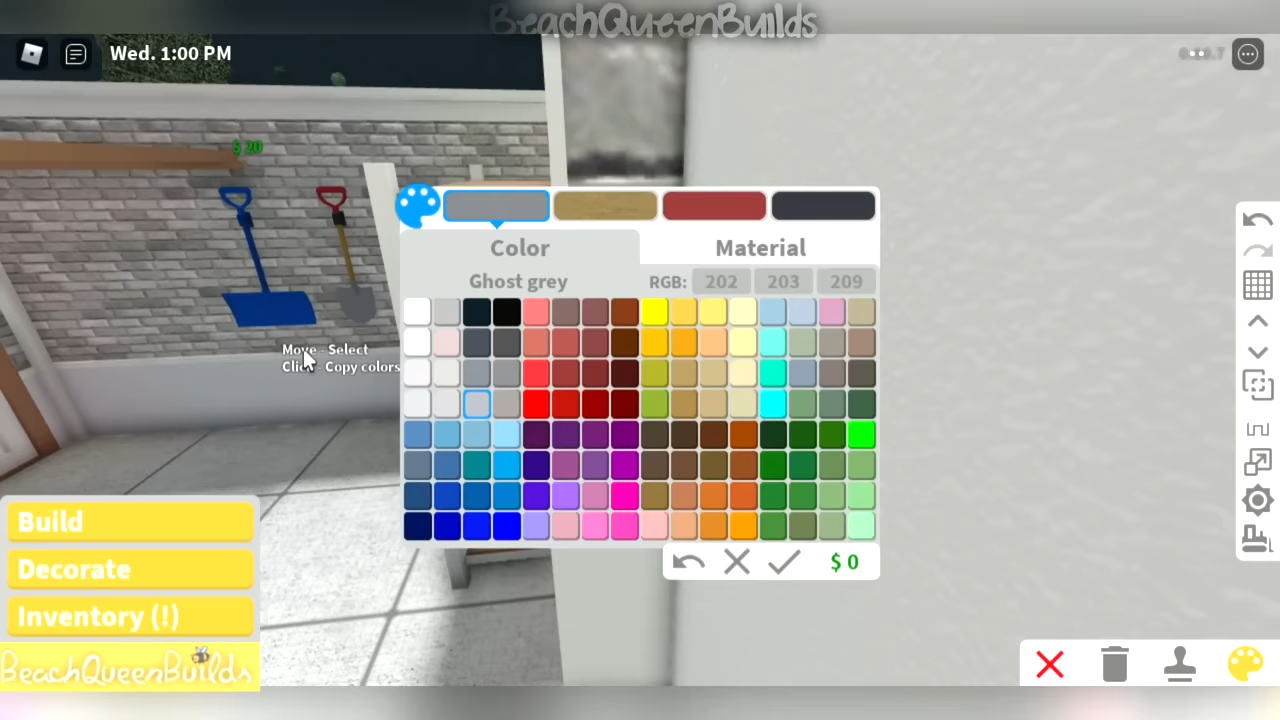 BeachQueenBuilds
Wed. 1:00 PM
$ 20
Color
Material
Ghost grey
RGB: 202 203 209
Move - Select
Click - Copy colors
Build
Decorate
Inventory (!)
$ 0
BeachQueenBuilds